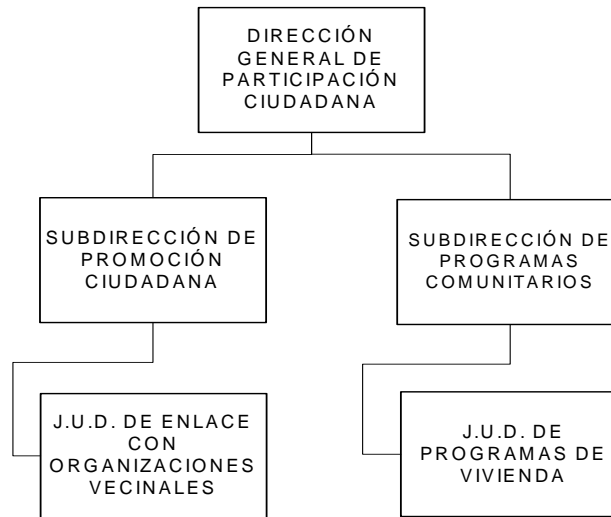 DIRECCIÓN
GENERAL DE
PARTICIPACIÓN
CIUDADANA
SUBDIRECCIÓN DE
PROMOCIÓN
CIUDADANA
SUBDIRECCIÓN DE
PROGRAMAS
COMUNITARIOS
J.U.D. DE ENLACE
CON
ORGANIZACIONES
VECINALES
J.U.D. DE
PROGRAMAS DE
VIVIENDA